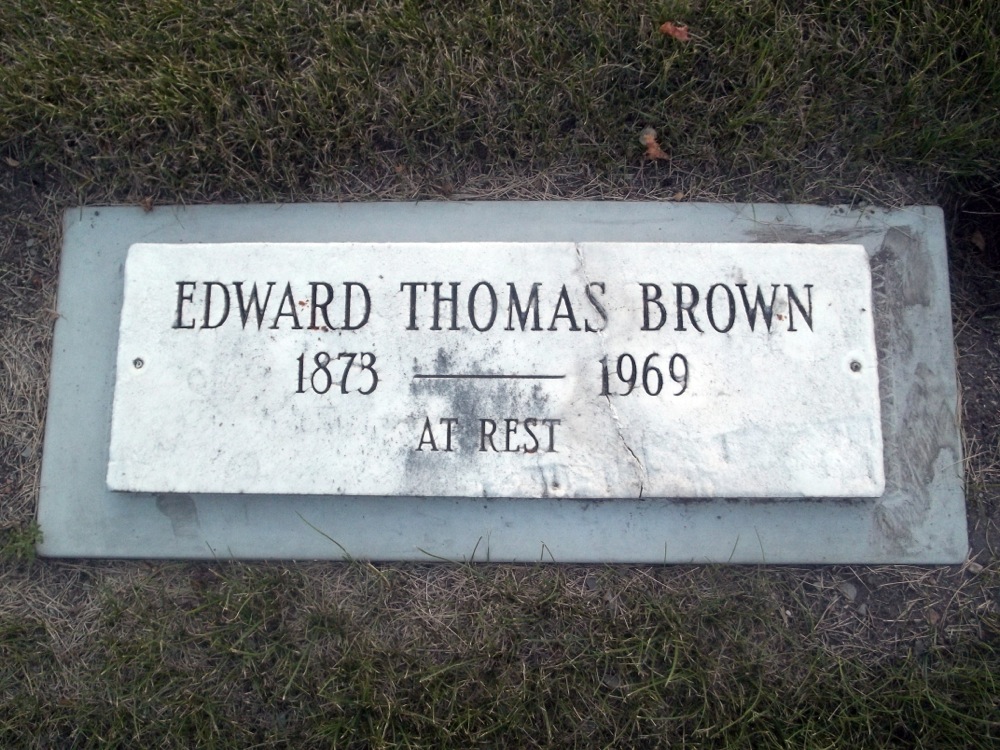 EDWARD THOMAS BROWN
1873 — 1969
AT REST